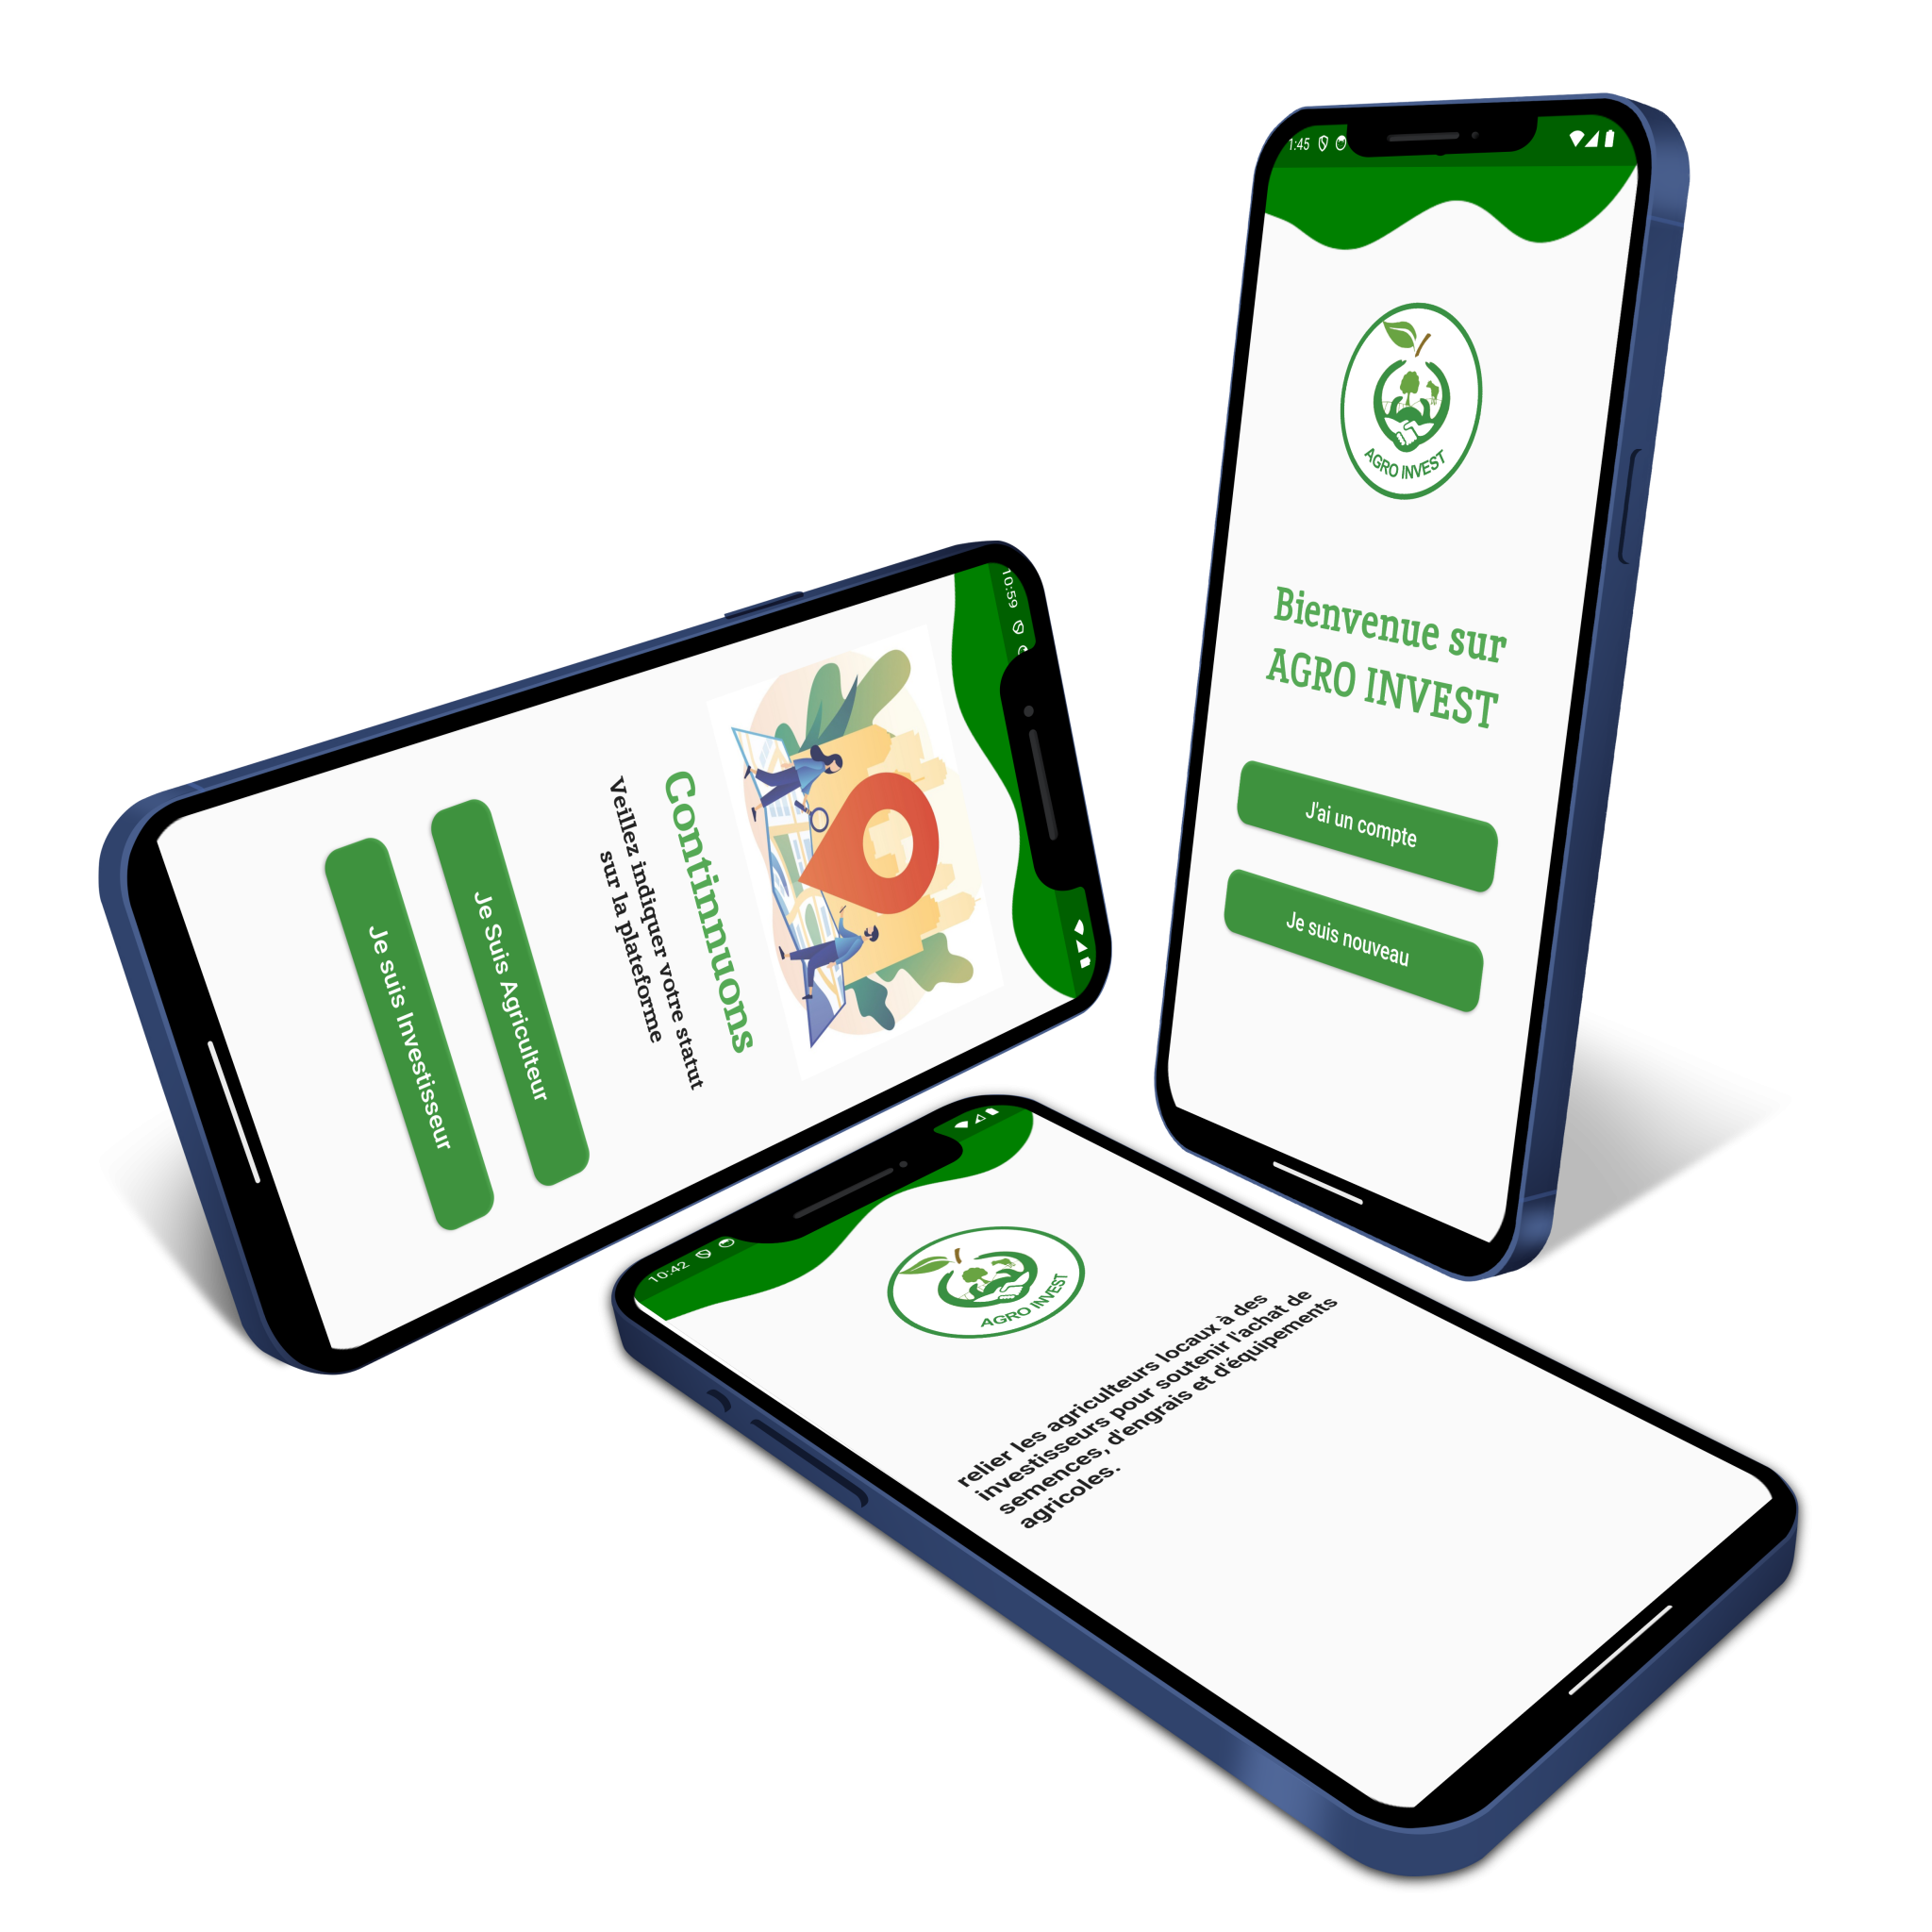 1:45
AGRO INVEST
Bienvenue sur
AGRO INVEST
J'ai un compte
Je suis nouveau
10:59
Continnuons
Veillez indiquer votre statut
sur la plateforme
Je Suis Agriculteur
Je suis Investisseur
10:42
AGRO INVEST
relier les agriculteurs locaux à des
investisseurs pour soutenir l'achat de
semences, d'engrais et d'équipements
agricoles.